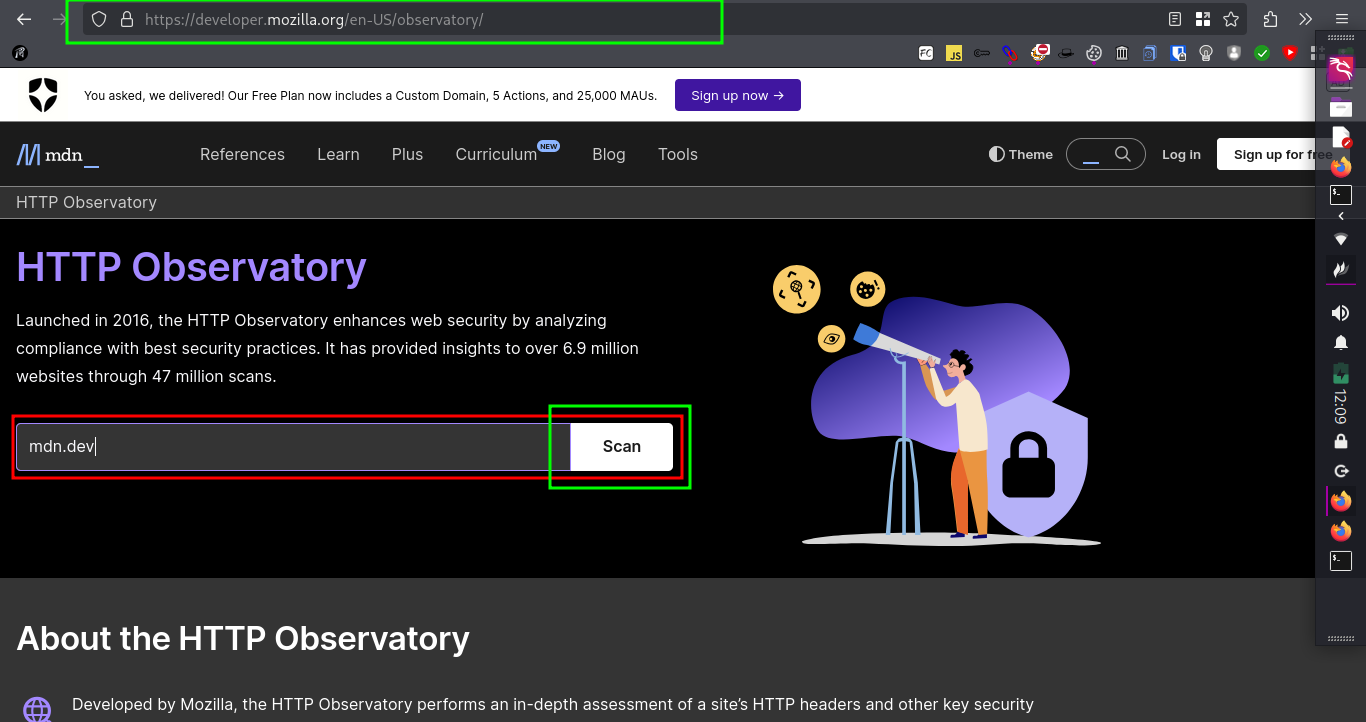 https://developer.mozilla.org/en-US/observatory/
FC
JS
You asked, we delivered! Our Free Plan now includes a Custom Domain, 5 Actions, and 25,000 MAUs.
Sign up now →
mdn_
References
Learn
Plus
Curriculum NEW
Blog
Tools
Theme
Log in
Sign up for free
HTTP Observatory
HTTP Observatory
Launched in 2016, the HTTP Observatory enhances web security by analyzing
compliance with best security practices. It has provided insights to over 6.9 million
websites through 47 million scans.
mdn.dev
Scan
About the HTTP Observatory
Developed by Mozilla, the HTTP Observatory performs an in-depth assessment of a site’s HTTP headers and other key security
12:09